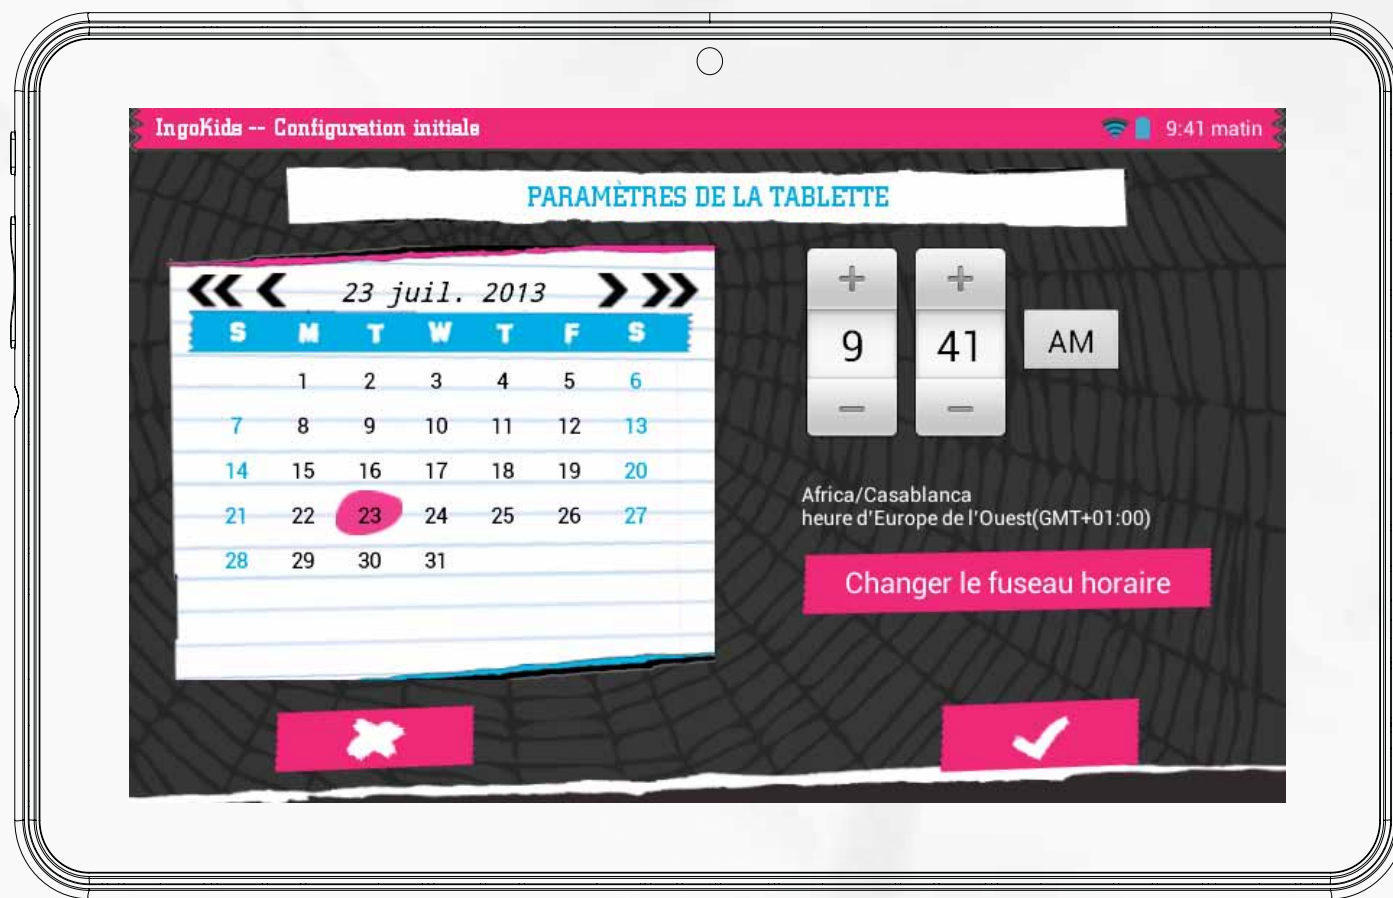 IngoKids -- Configuration initiale
9:41 matin
PARAMÈTRES DE LA TABLETTE
23 juil. 2013
S M T W T F S
1 2 3 4 5 6
7 8 9 10 11 12 13
14 15 16 17 18 19 20
21 22 23 24 25 26 27
28 29 30 31
+ +
9 41 AM
− −
Africa/Casablanca
heure d'Europe de l'Ouest(GMT+01:00)
Changer le fuseau horaire